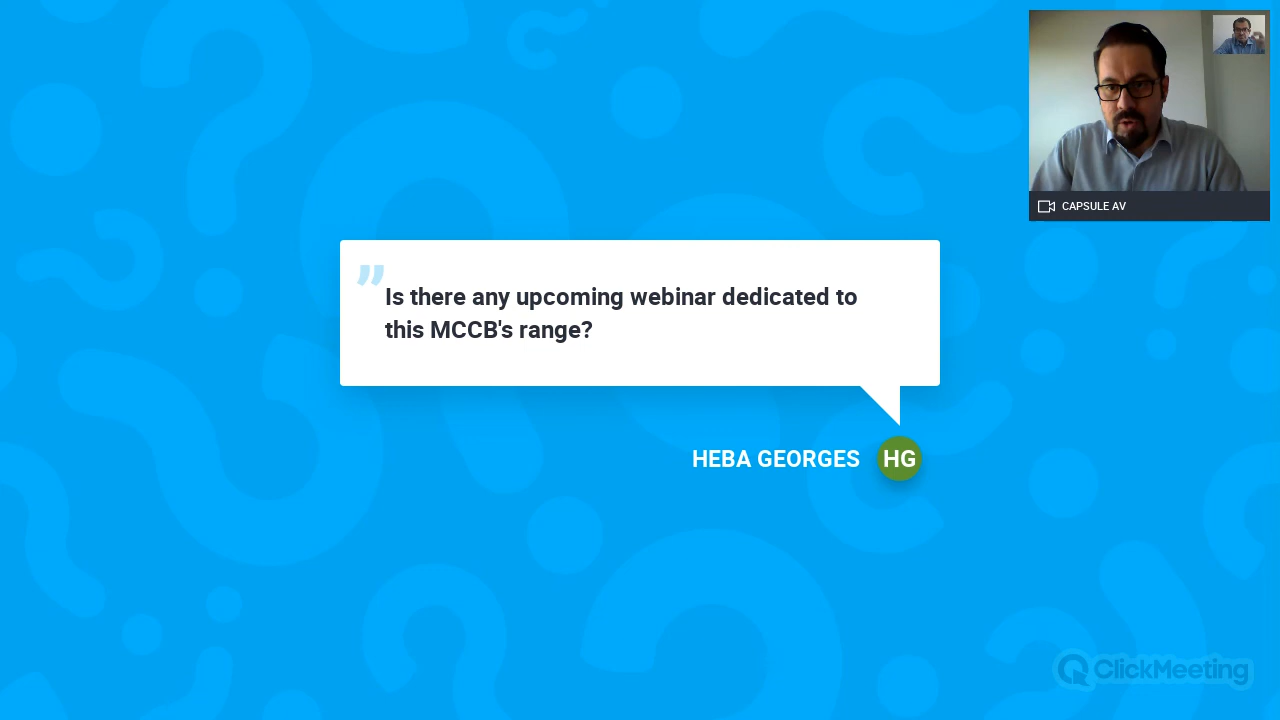 CAPSULE AV
" Is there any upcoming webinar dedicated to
this MCCB's range?
HEBA GEORGES HG
ClickMeeting